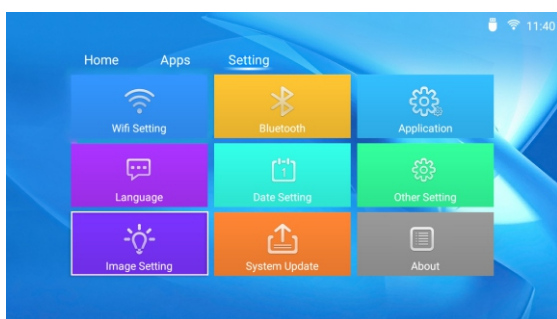 11:40
Home Apps Setting
Wifi Setting Bluetooth Application
1
Language Date Setting Other Setting
Image Setting System Update About